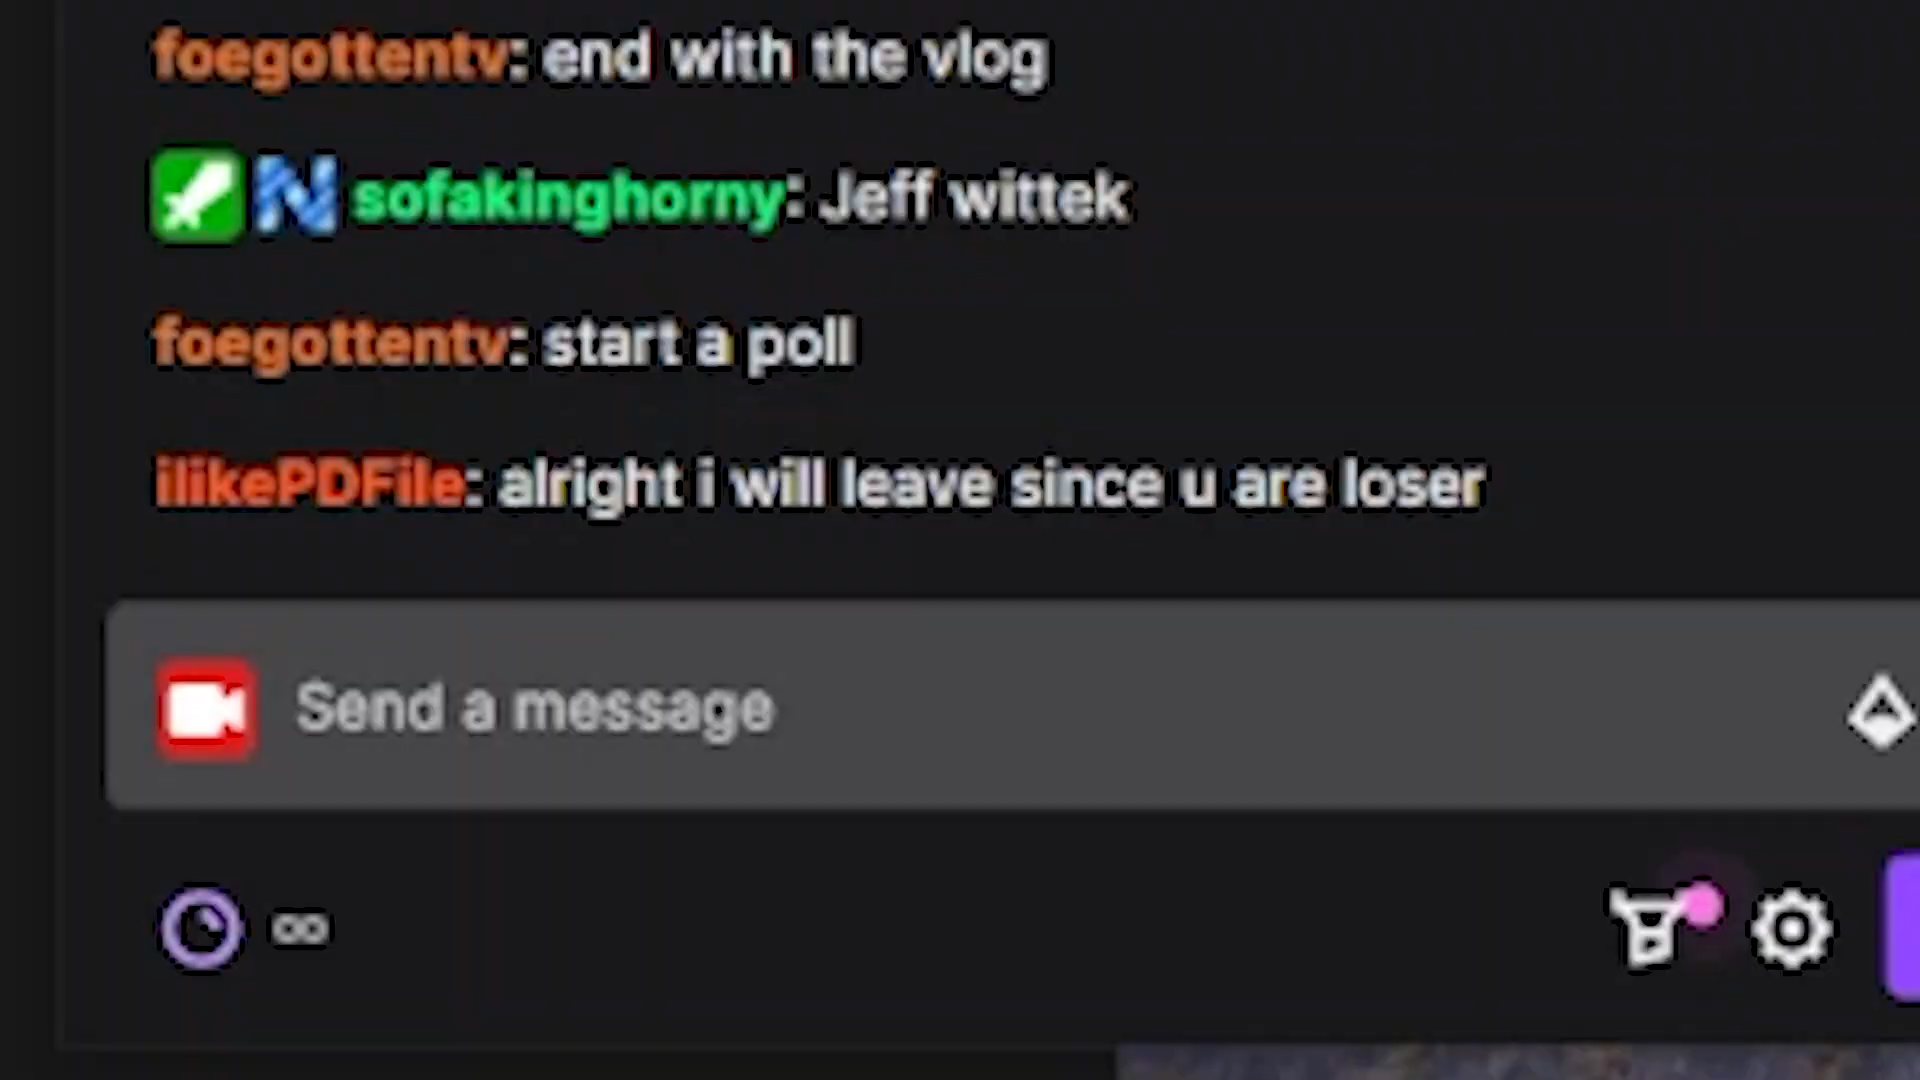 foegottentv: end with the vlog
N sofakinghorny: Jeff wittek
foegottentv: start a poll
ilikePDFile: alright i will leave since u are loser
Send a message
∞